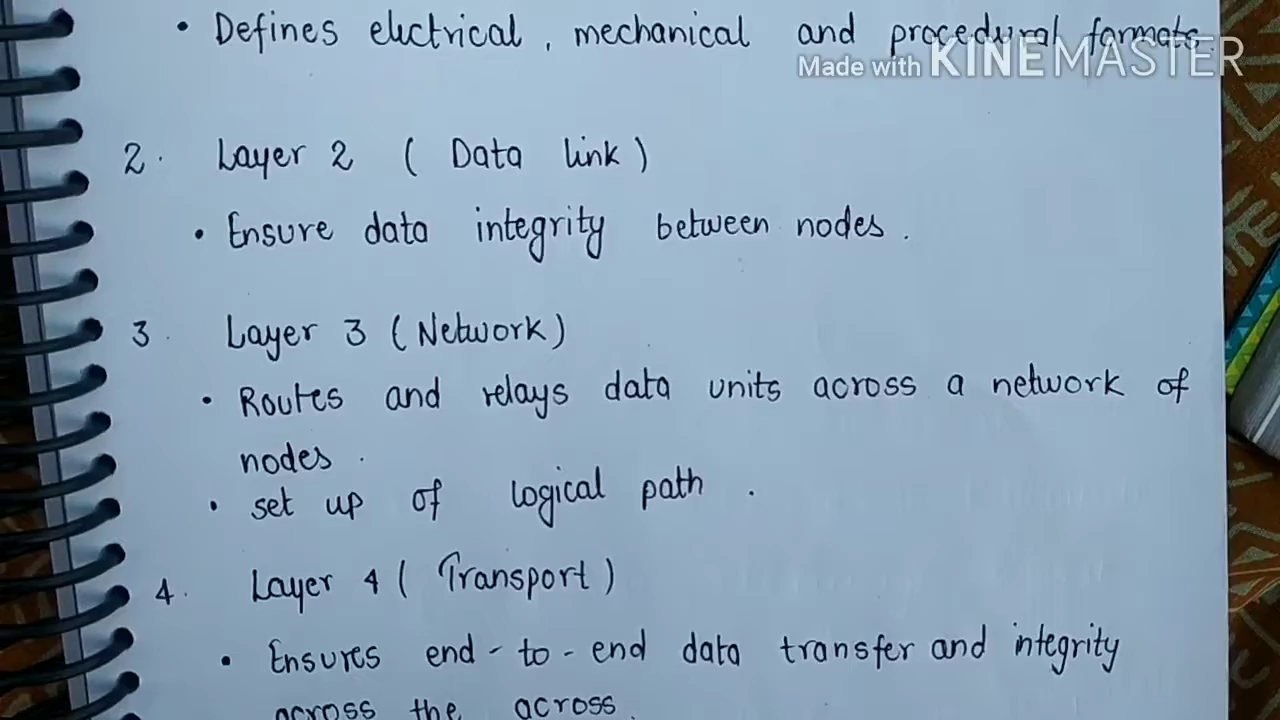 • Defines electrical, mechanical and procedural formats
Made with KINEMASTER
2. Layer 2 ( Data link )
• Ensure data integrity between nodes.
3. Layer 3 ( Network )
• Routes and relays data units across a network of
nodes.
• set up of logical path.
4. Layer 4 ( Transport )
• Ensures end-to-end data transfer and integrity
across the across